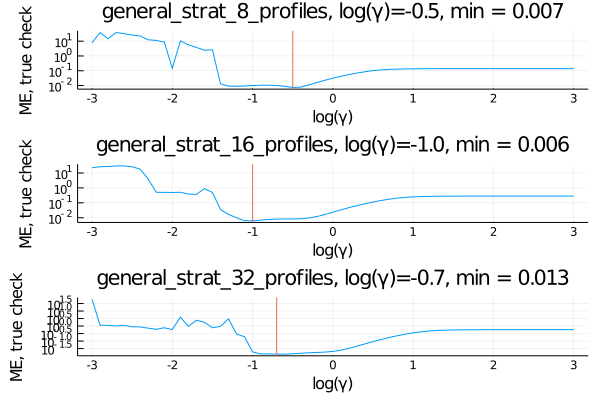 general_strat_8_profiles, log(γ)=-0.5, min = 0.007
ME, true check
10¹
10⁰
10⁻¹
10⁻²
-3 -2 -1 0 1 2 3
log(γ)
general_strat_16_profiles, log(γ)=-1.0, min = 0.006
ME, true check
10¹
10⁰
10⁻¹
10⁻²
-3 -2 -1 0 1 2 3
log(γ)
general_strat_32_profiles, log(γ)=-0.7, min = 0.013
ME, true check
-3 -2 -1 0 1 2 3
log(γ)